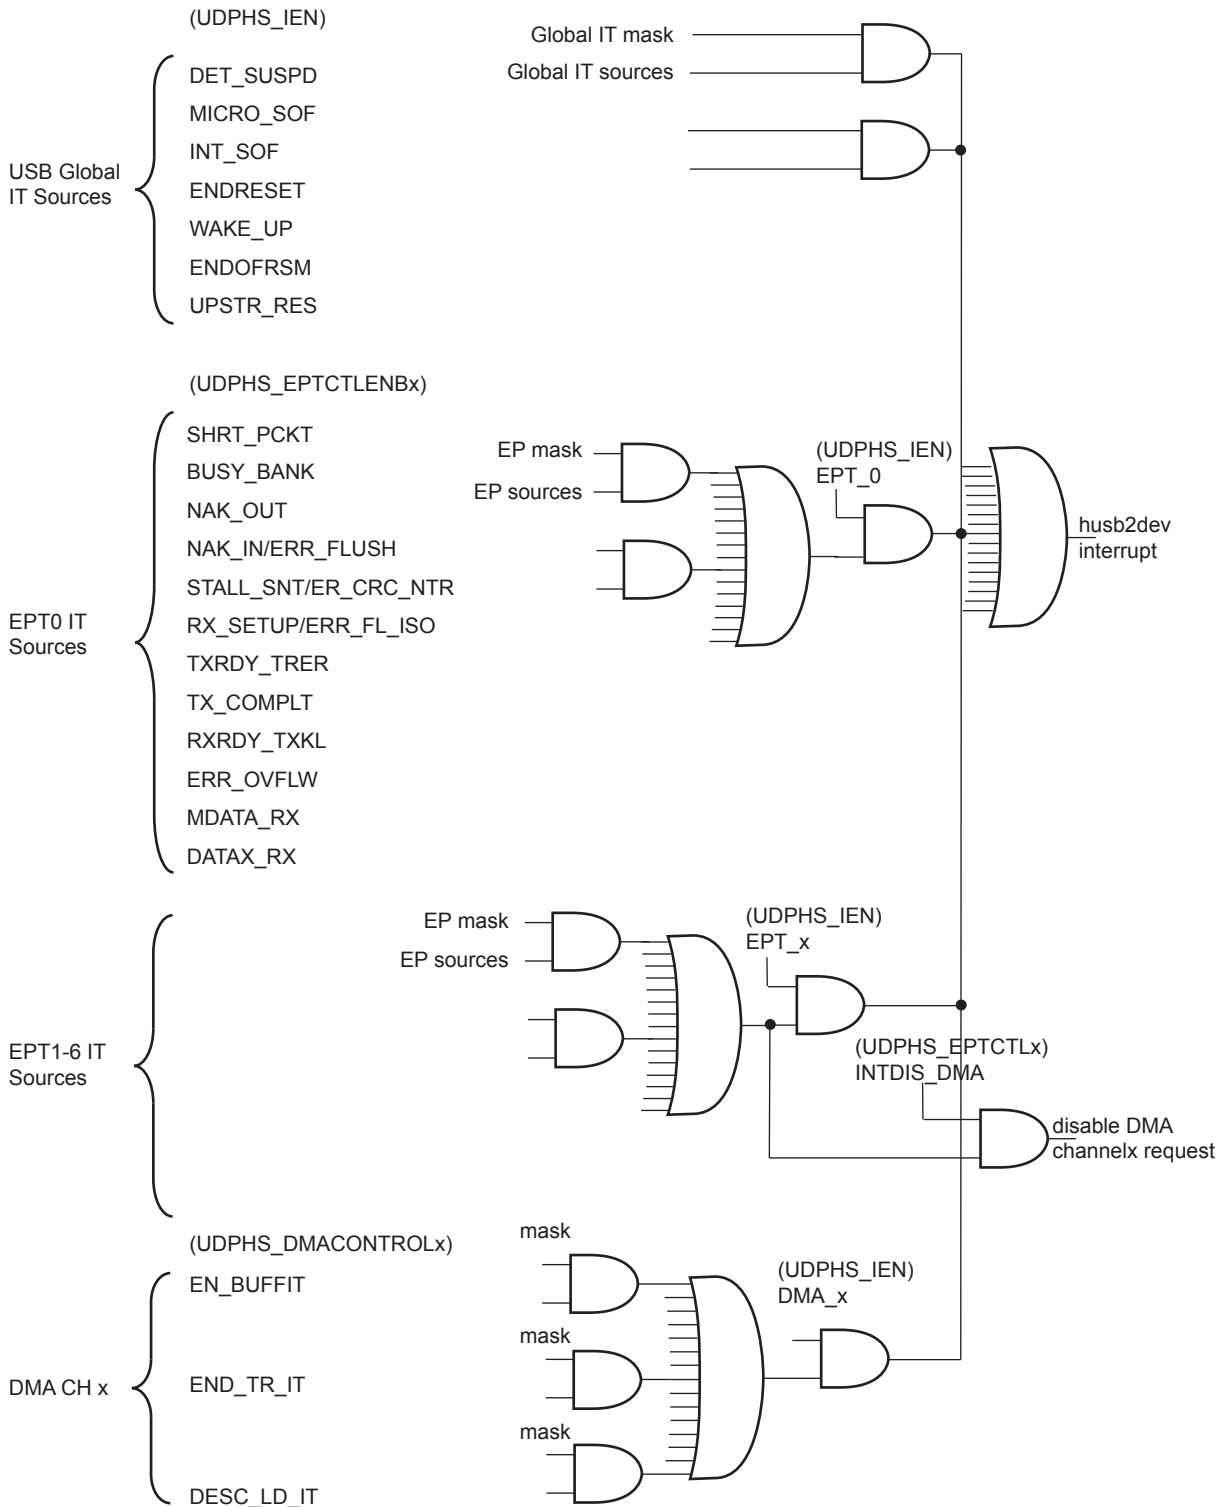 (UDPHS_IEN)
Global IT mask
Global IT sources
DET_SUSPD
MICRO_SOF
INT_SOF
ENDRESET
WAKE_UP
ENDOFRSM
UPSTR_RES
USB Global
IT Sources
(UDPHS_EPTCTLENBx)
SHRT_PCKT
BUSY_BANK
NAK_OUT
NAK_IN/ERR_FLUSH
STALL_SNT/ER_CRC_NTR
RX_SETUP/ERR_FL_ISO
TXRDY_TRER
TX_COMPLT
RXRDY_TXKL
ERR_OVFLW
MDATA_RX
DATAX_RX
EPT0 IT
Sources
EP mask
EP sources
(UDPHS_IEN)
EPT_0
husb2dev
interrupt
EP mask
EP sources
(UDPHS_IEN)
EPT_x
EPT1-6 IT
Sources
(UDPHS_EPTCTLx)
INTDIS_DMA
disable DMA
channelx request
(UDPHS_DMACONTROLx)
mask
EN_BUFFIT
(UDPHS_IEN)
DMA_x
mask
DMA CH x
END_TR_IT
mask
DESC_LD_IT